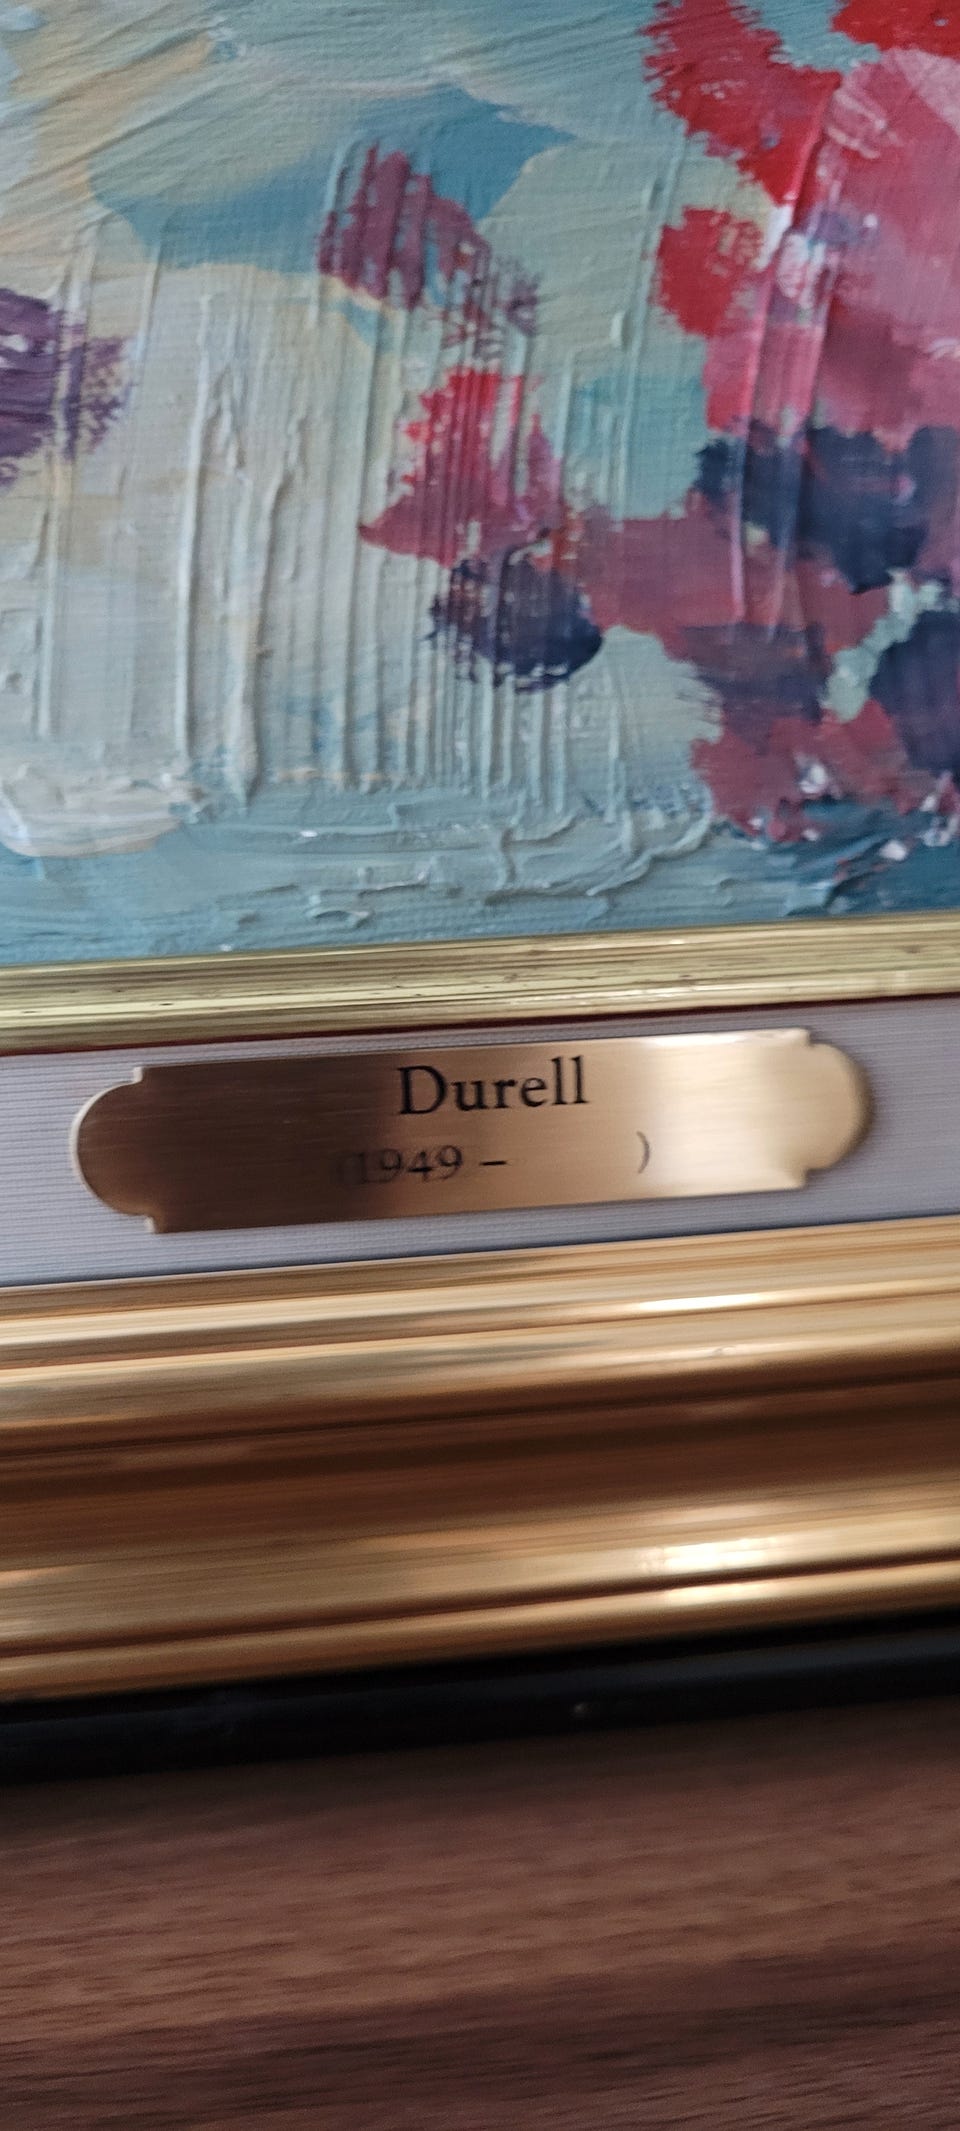 Durell
(1949 – )